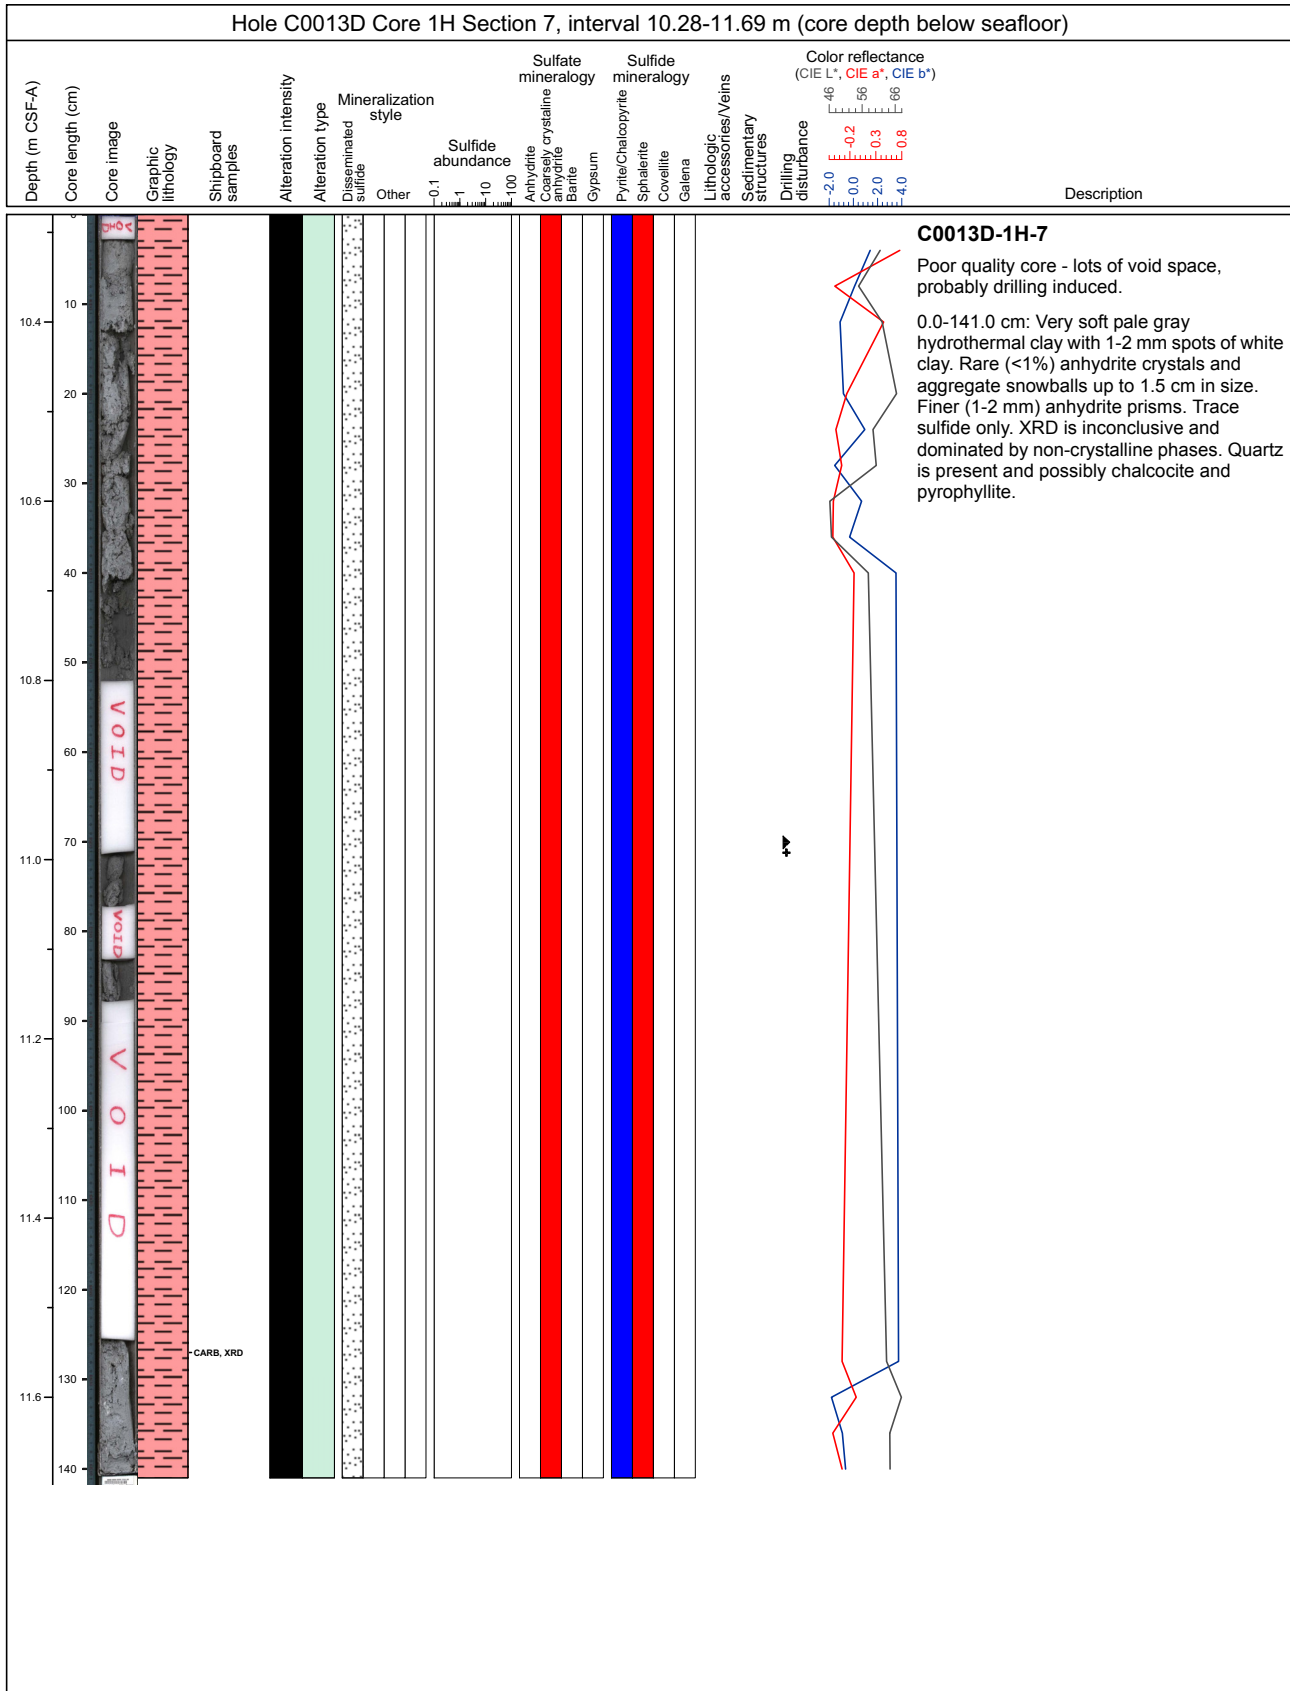 Hole C0013D Core 1H Section 7, interval 10.28-11.69 m (core depth below seafloor)
Depth (m CSF-A)
Core length (cm)
Core image
Graphic
lithology
Shipboard
samples
Alteration intensity
Alteration type
Mineralization
style
Disseminated
sulfide
Other
Sulfide
abundance
0.1
1
10
100
Sulfate
mineralogy
Anhydrite
Coarsely crystaline
anhydrite
Barite
Gypsum
Sulfide
mineralogy
Pyrite/Chalcopyrite
Sphalerite
Covellite
Galena
Lithologic
accessories/Veins
Sedimentary
structures
Drilling
disturbance
Color reflectance
(CIE L*, CIE a*, CIE b*)
46
56
66
-0.2
0.3
0.8
-2.0
0.0
2.0
4.0
Description
0
10
20
30
40
50
60
70
80
90
100
110
120
130
140
10.4
10.6
10.8
11.0
11.2
11.4
11.6
VOID
VOID
VOID
VOID
CARB, XRD
C0013D-1H-7
Poor quality core - lots of void space,
probably drilling induced.
0.0-141.0 cm: Very soft pale gray
hydrothermal clay with 1-2 mm spots of white
clay. Rare (<1%) anhydrite crystals and
aggregate snowballs up to 1.5 cm in size.
Finer (1-2 mm) anhydrite prisms. Trace
sulfide only. XRD is inconclusive and
dominated by non-crystalline phases. Quartz
is present and possibly chalcocite and
pyrophyllite.